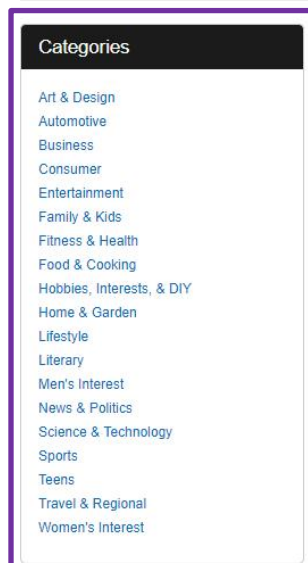 Categories
Art & Design
Automotive
Business
Consumer
Entertainment
Family & Kids
Fitness & Health
Food & Cooking
Hobbies, Interests, & DIY
Home & Garden
Lifestyle
Literary
Men's Interest
News & Politics
Science & Technology
Sports
Teens
Travel & Regional
Women's Interest